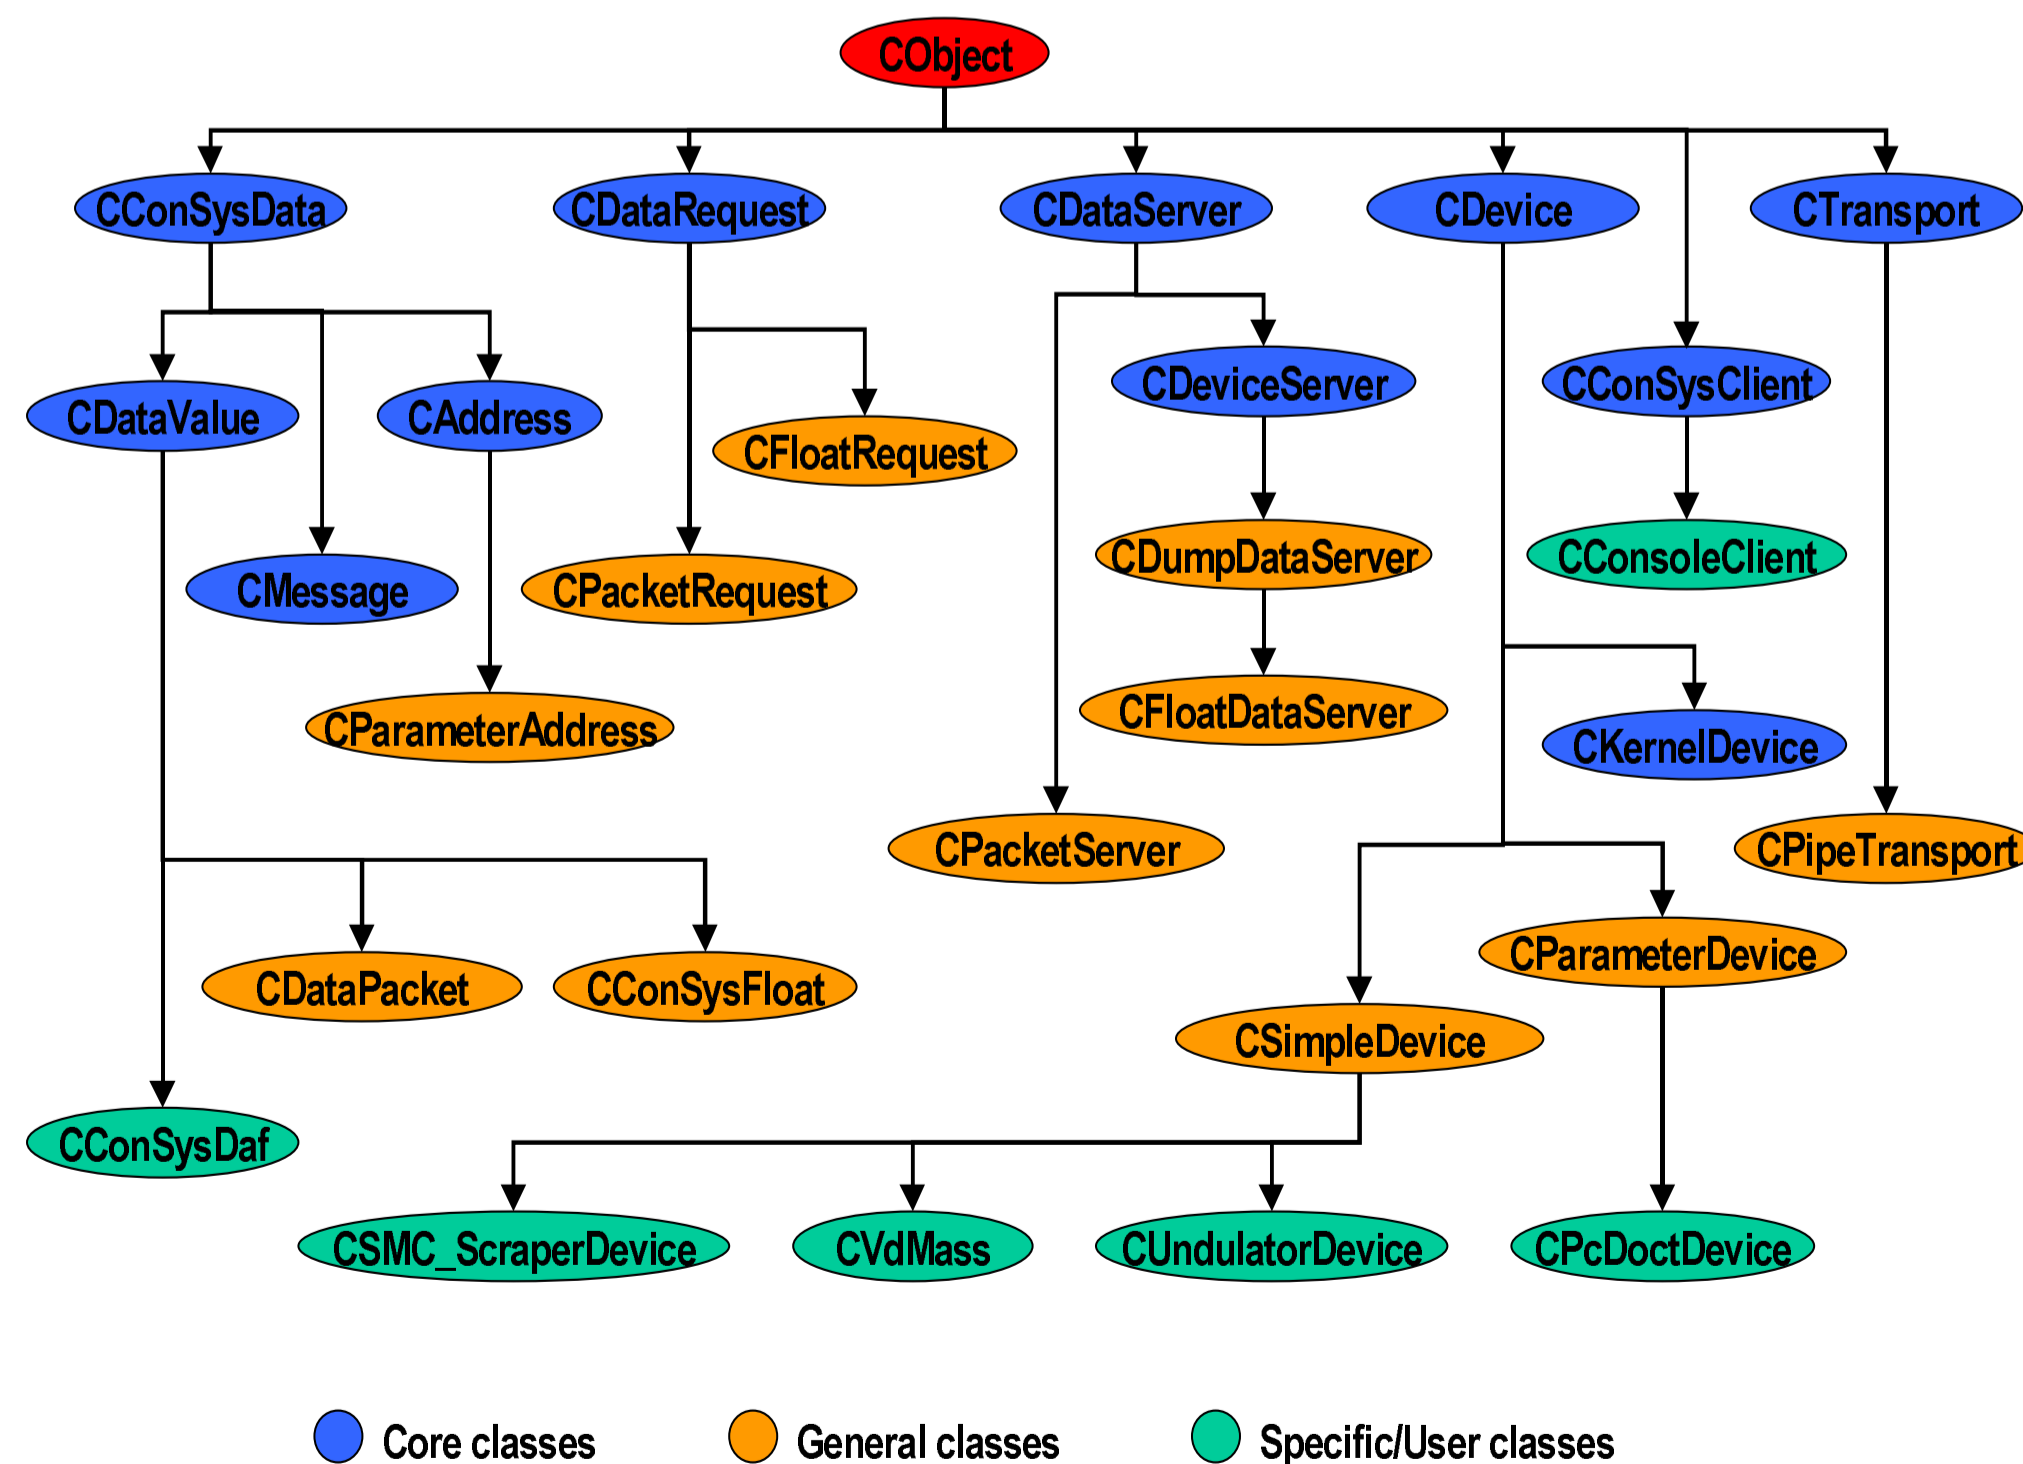 CObject
CConSysData
CDataRequest
CDataServer
CDevice
CTransport
CDataValue
CAddress
CDeviceServer
CConSysClient
CFloatRequest
CMessage
CPacketRequest
CDumpDataServer
CConsoleClient
CParameterAddress
CFloatDataServer
CKernelDevice
CPacketServer
CPipeTransport
CDataPacket
CConSysFloat
CParameterDevice
CSimpleDevice
CConSysDaf
CSMC_ScraperDevice
CVdMass
CUndulatorDevice
CPcDoctDevice
Core classes
General classes
Specific/User classes